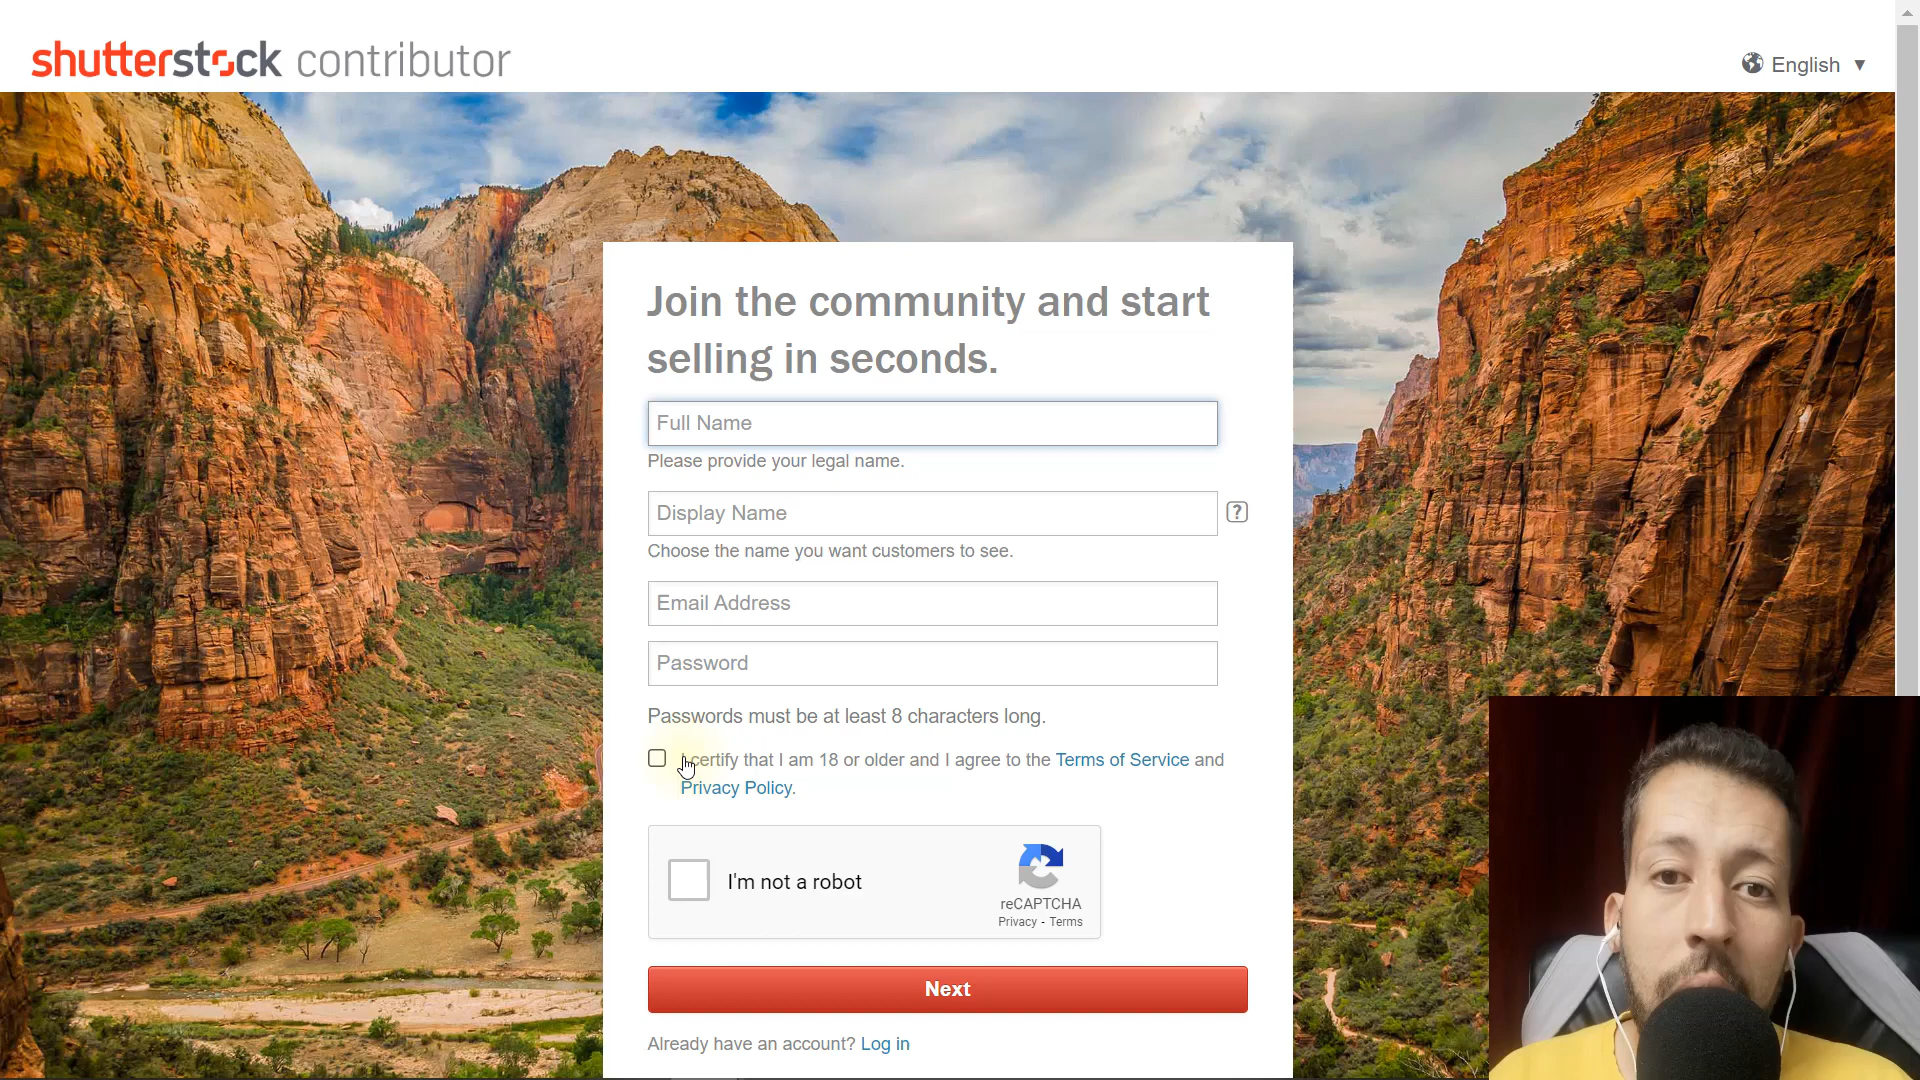 shutterstock contributor
English ▼
Join the community and start
selling in seconds.
Full Name
Please provide your legal name.
Display Name
?
Choose the name you want customers to see.
Email Address
Password
Passwords must be at least 8 characters long.
I certify that I am 18 or older and I agree to the Terms of Service and
Privacy Policy.
I'm not a robot
reCAPTCHA
Privacy - Terms
Next
Already have an account? Log in